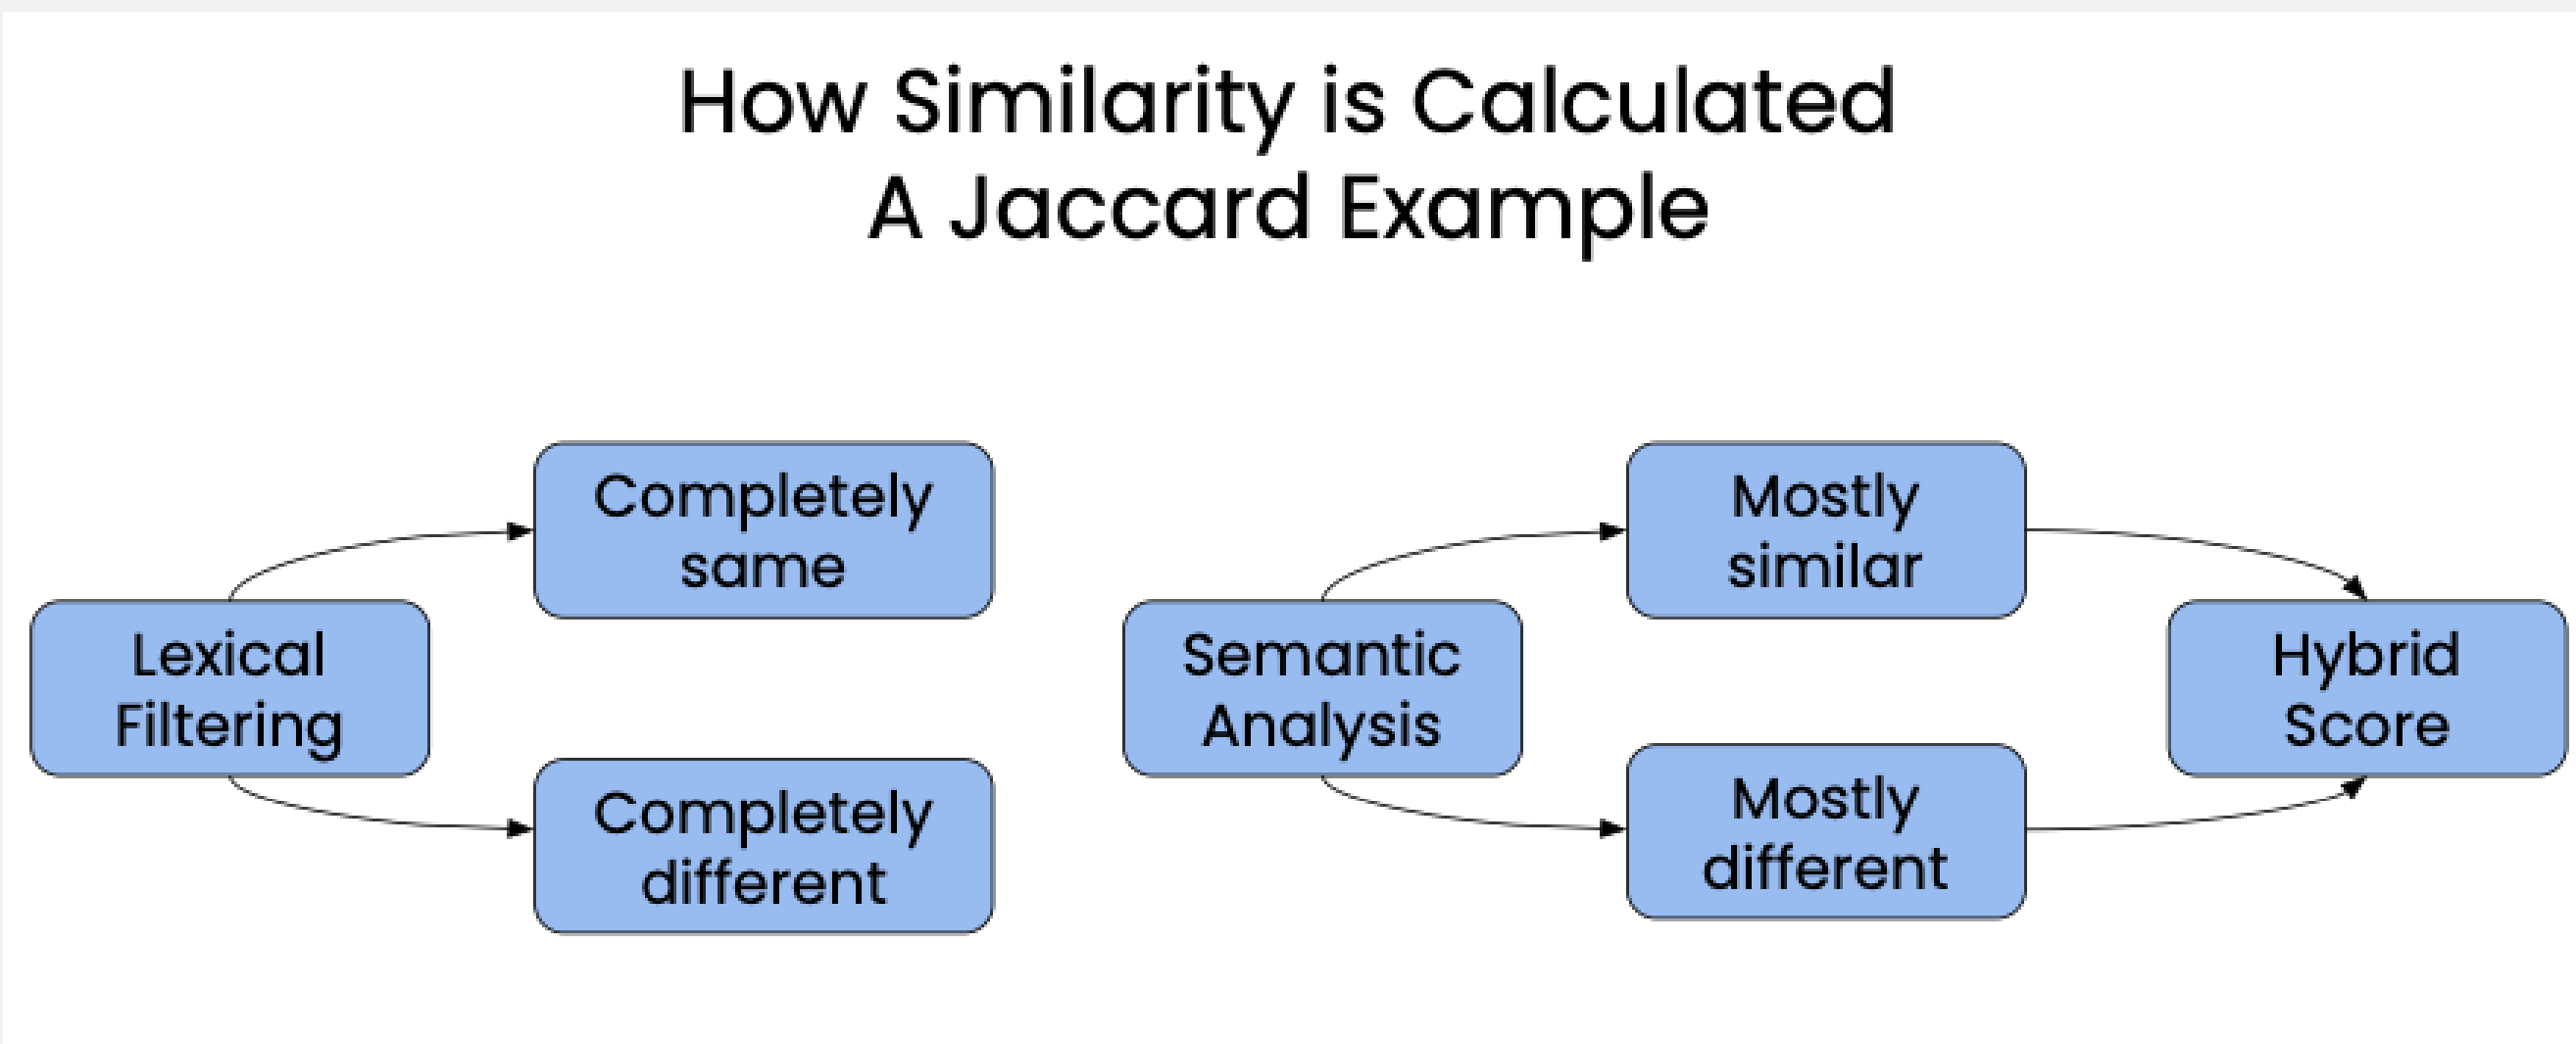 How Similarity is Calculated
A Jaccard Example
Completely
same
Lexical
Filtering
Completely
different
Mostly
similar
Semantic
Analysis
Mostly
different
Hybrid
Score